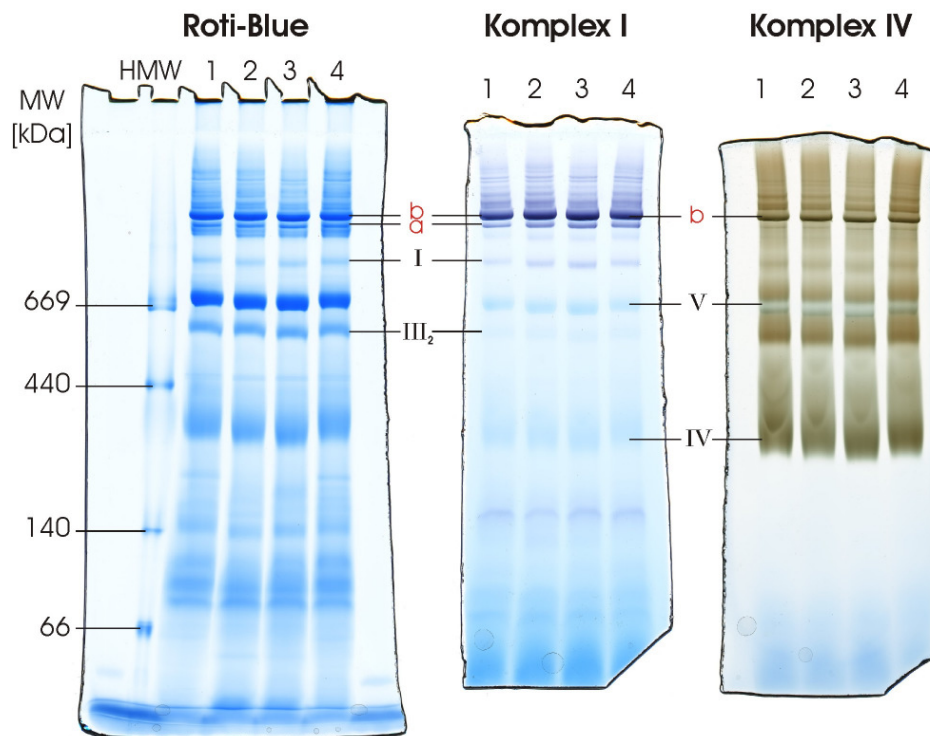 Roti-Blue
Komplex I
Komplex IV
HMW 1 2 3 4
1 2 3 4
1 2 3 4
MW
[kDa]
b
b
a
I
669
V
III₂
440
IV
140
66